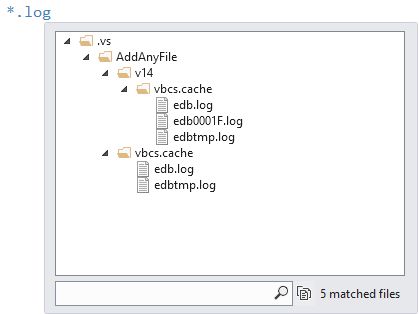 *.log
.vs
AddAnyFile
v14
vbcs.cache
edb.log
edb0001F.log
edbtmp.log
vbcs.cache
edb.log
edbtmp.log
5 matched files